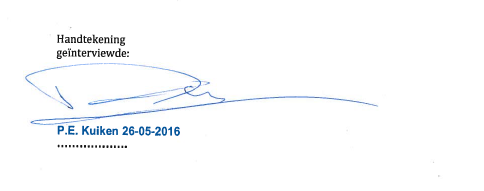 Handtekening
geïnterviewde:
P.E. Kuiken 26-05-2016
....................